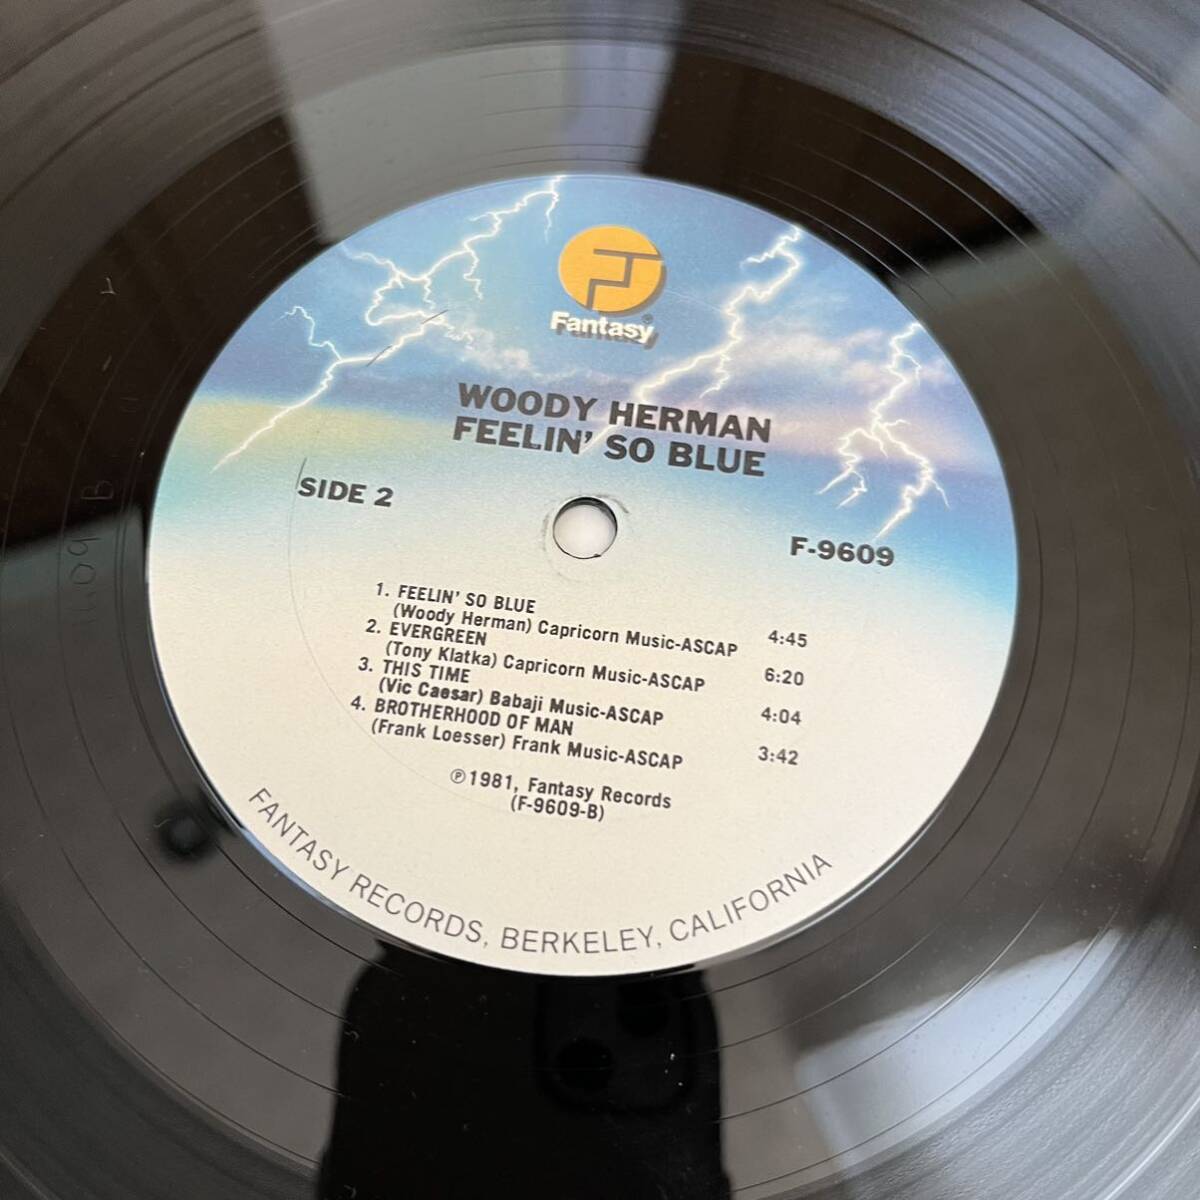 Fantasy®
WOODY HERMAN
FEELIN' SO BLUE
SIDE 2
F-9609
1. FEELIN' SO BLUE 4:45
(Woody Herman) Capricorn Music-ASCAP
2. EVERGREEN 6:20
(Tony Klatka) Capricorn Music-ASCAP
3. THIS TIME 4:04
(Vic Caesar) Babaji Music-ASCAP
4. BROTHERHOOD OF MAN 3:42
(Frank Loesser) Frank Music-ASCAP
℗1981, Fantasy Records
(F-9609-B)
FANTASY RECORDS, BERKELEY, CALIFORNIA